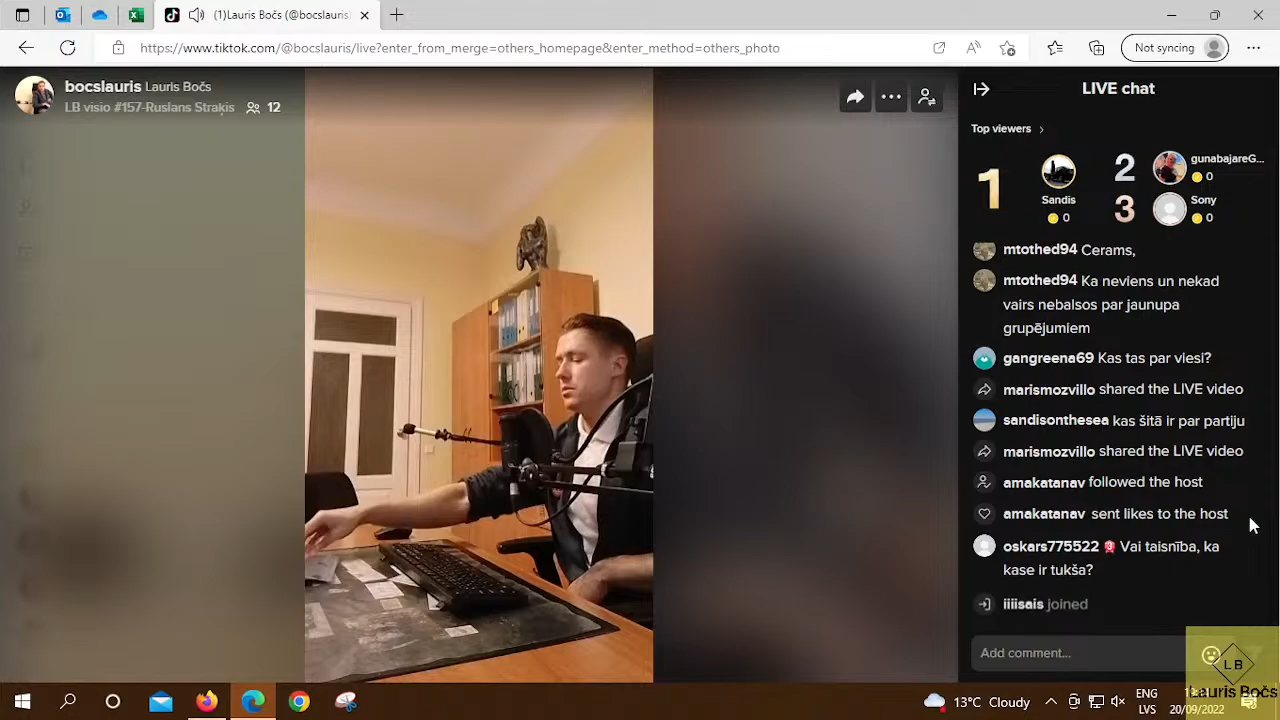 (1)Lauris Bočs (@bocslauris
https://www.tiktok.com/@bocslauris/live?enter_from_merge=others_homepage&enter_method=others_photo
Not syncing
bocslauris Lauris Bočs
LB visio #157-Ruslans Straķis 12
LIVE chat
Top viewers
1
Sandis
0
2
gunabajareG...
0
3
Sony
0
mtothed94 Cerams,
mtothed94 Ka neviens un nekad
vairs nebalsos par jaunupa
grupējumiem
gangreena69 Kas tas par viesi?
marismozvillo shared the LIVE video
sandisonthesea kas šitā ir par partiju
marismozvillo shared the LIVE video
amakatanav followed the host
amakatanav sent likes to the host
oskars775522 Vai taisnība, ka
kase ir tukša?
iiiisais joined
Add comment...
L B
Lauris Bočs
13°C Cloudy
ENG
LVS
20/09/2022